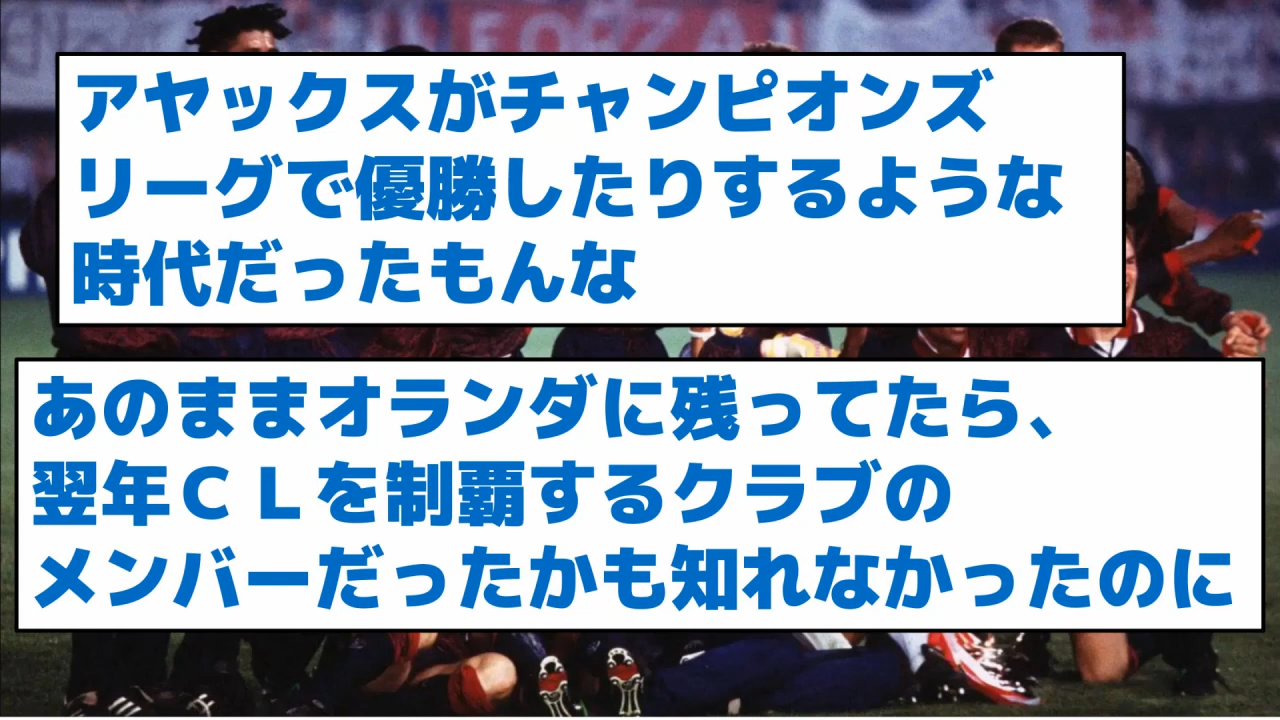 FORZA
アヤックスがチャンピオンズ
リーグで優勝したりするような
時代だったもんな
あのままオランダに残ってたら、
翌年ＣＬを制覇するクラブの
メンバーだったかも知れなかったのに